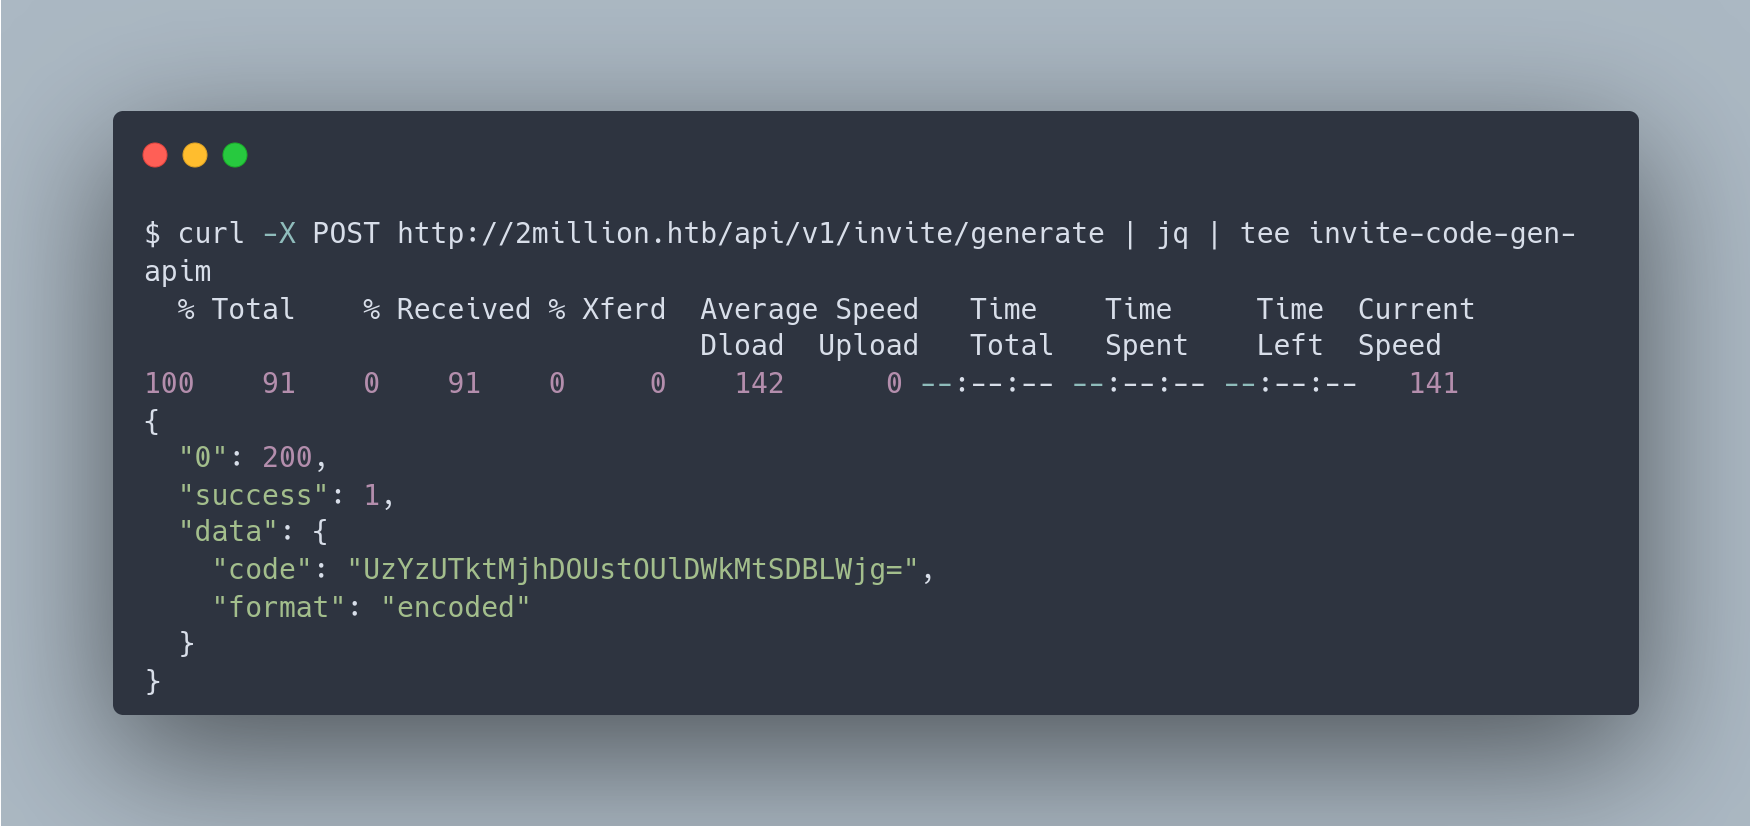 $ curl -X POST http://2million.htb/api/v1/invite/generate | jq | tee invite-code-gen-
apim
  % Total    % Received % Xferd  Average Speed   Time    Time     Time  Current
                                 Dload  Upload   Total   Spent    Left  Speed
100    91    0    91    0     0    142      0 --:--:-- --:--:-- --:--:--   141
{
  "0": 200,
  "success": 1,
  "data": {
    "code": "UzYzUTktMjhDOUstOUlDWkMtSDBLWjg=",
    "format": "encoded"
  }
}